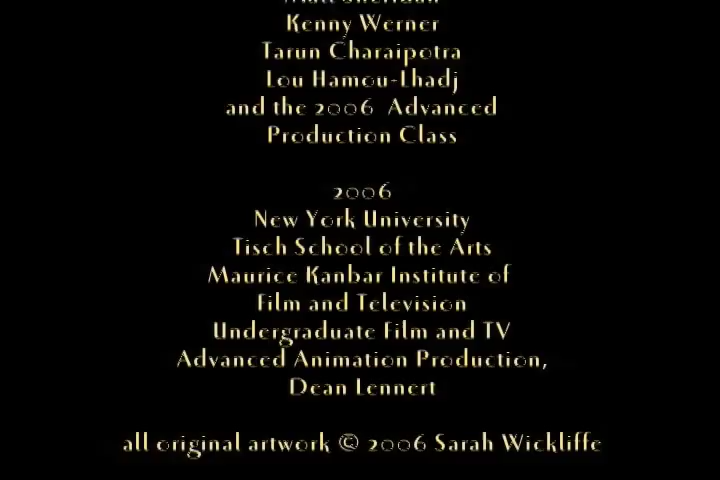 Kenny Werner
Tarun Charaipotra
Lou Hamou-Lhadj
and the 2006 Advanced
Production Class
2006
New York University
Tisch School of the Arts
Maurice Kanbar Institute of
Film and Television
Undergraduate Film and TV
Advanced Animation Production,
Dean Lennert
all original artwork © 2006 Sarah Wickliffe